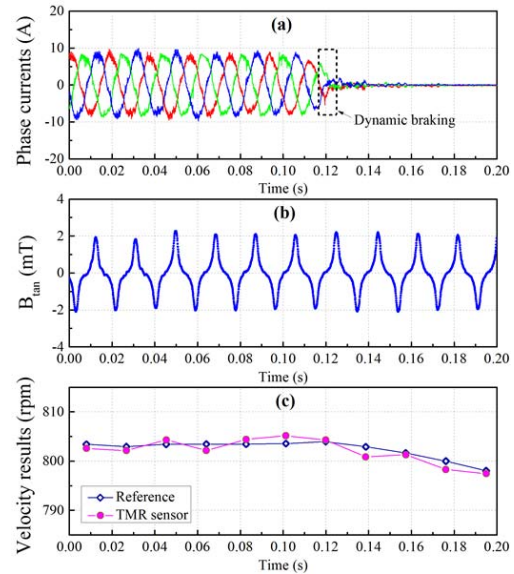 (a)
Phase currents (A)
20
10
0
-10
-20
Dynamic braking
0.00 0.02 0.04 0.06 0.08 0.10 0.12 0.14 0.16 0.18 0.20
Time (s)
(b)
B_tan (mT)
4
2
0
-2
-4
0.00 0.02 0.04 0.06 0.08 0.10 0.12 0.14 0.16 0.18 0.20
Time (s)
(c)
Velocity results (rpm)
810
800
790
Reference
TMR sensor
0.00 0.02 0.04 0.06 0.08 0.10 0.12 0.14 0.16 0.18 0.20
Time (s)